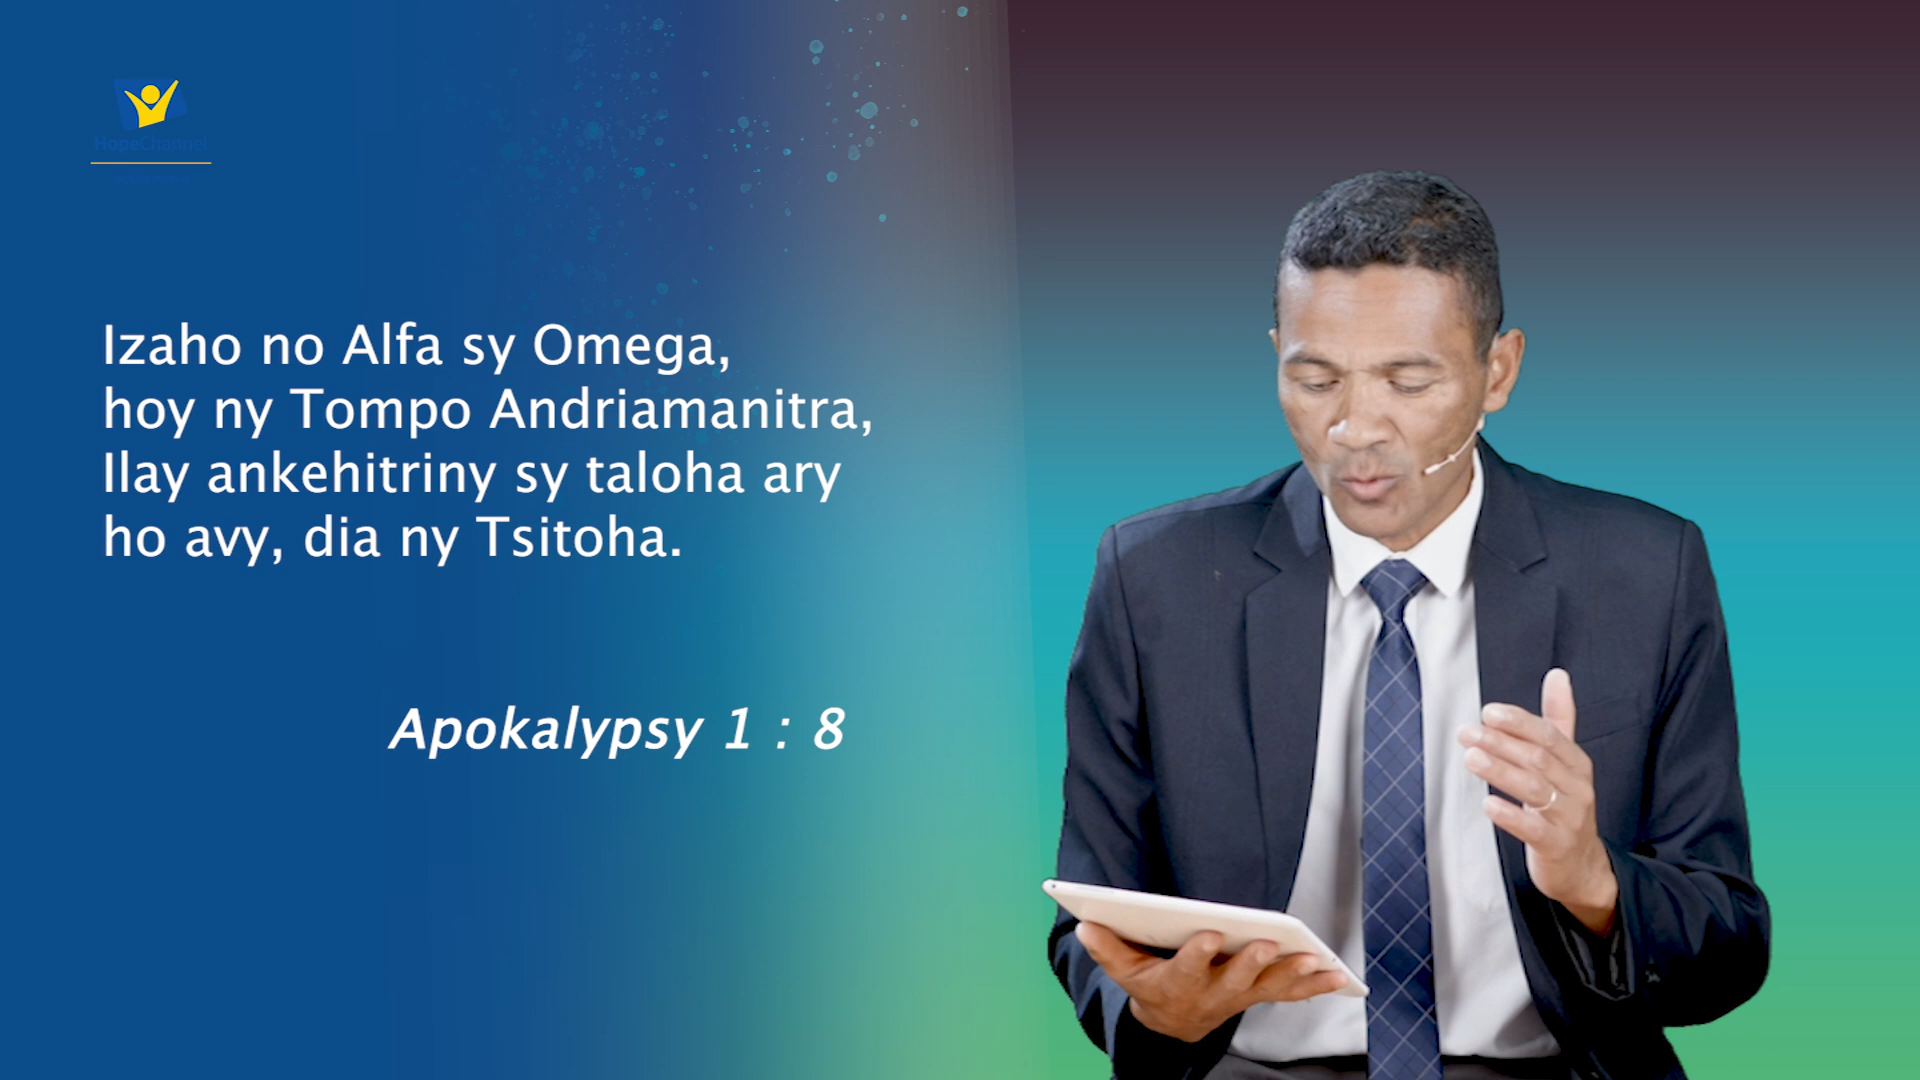 HopeChannel
Izaho no Alfa sy Omega,
hoy ny Tompo Andriamanitra,
Ilay ankehitriny sy taloha ary
ho avy, dia ny Tsitoha.
Apokalypsy 1 : 8